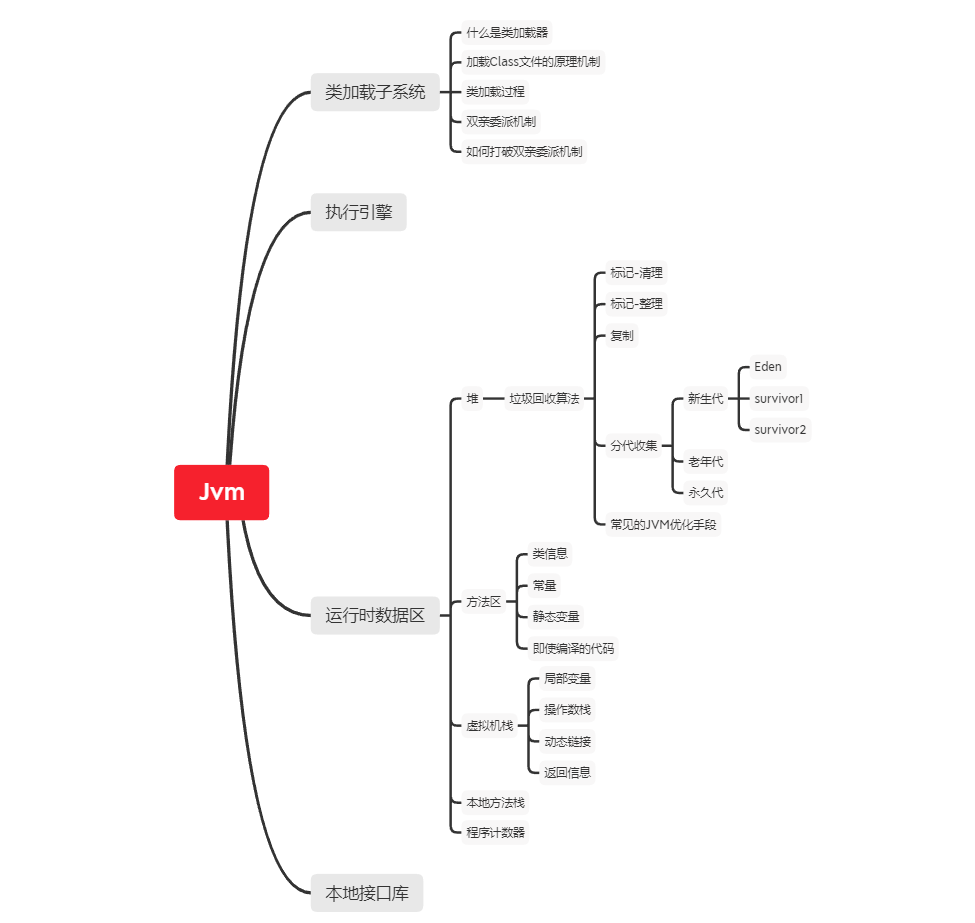 什么是类加载器
加载Class文件的原理机制
类加载子系统
类加载过程
双亲委派机制
如何打破双亲委派机制
执行引擎
标记-清理
标记-整理
复制
Eden
堆
垃圾回收算法
新生代
survivor1
survivor2
分代收集
老年代
永久代
Jvm
常见的JVM优化手段
类信息
常量
方法区
静态变量
运行时数据区
即使编译的代码
局部变量
操作数栈
虚拟机栈
动态链接
返回信息
本地方法栈
程序计数器
本地接口库